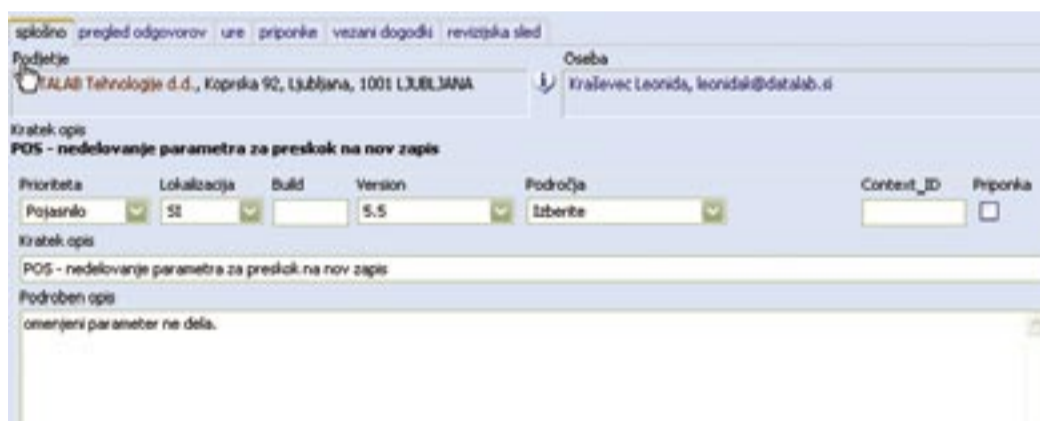 splošno pregled odgovorov ure priponke vezani dogodki revizijska sled
Podjetje Oseba
TALAB Tehnologije d.d., Koprska 92, Ljubljana, 1001 LJUBLJANA Kraševec Leonida, leonidak@datalab.si
Kratek opis
POS - nedelovanje parametra za preskok na nov zapis
Prioriteta Lokalizacija Build Version Področja Context_ID Priponka
Pojasnilo SI 5.5 Izberite
Kratek opis
POS - nedelovanje parametra za preskok na nov zapis
Podroben opis
omenjeni parameter ne dela.